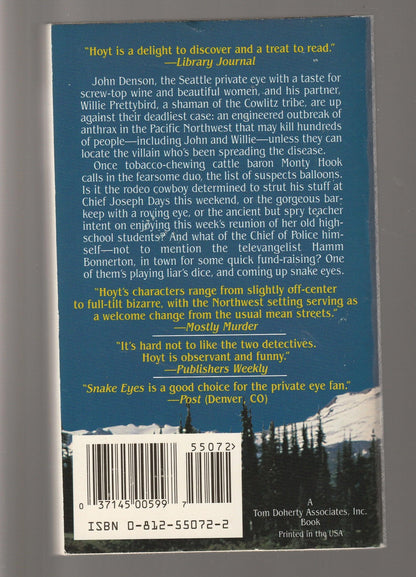 "Hoyt is a delight to discover and a treat to read."
—Library Journal
John Denson, the Seattle private eye with a taste for
screw-top wine and beautiful women, and his partner,
Willie Prettybird, a shaman of the Cowlitz tribe, are up
against their deadliest case: an engineered outbreak of
anthrax in the Pacific Northwest that may kill hundreds
of people—including John and Willie—unless they can
locate the villain who's been spreading the disease.
Once tobacco-chewing cattle baron Monty Hook
calls in the fearsome duo, the list of suspects balloons.
Is it the rodeo cowboy determined to strut his stuff at
Chief Joseph Days this weekend, or the gorgeous bar-
keep with a roving eye, or the ancient but spry teacher
intent on enjoying this week's reunion of her old high-
school students? And what of the Chief of Police him-
self—not to mention the televangelist Hamm
Bonnerton, in town for some quick fund-raising? One
of them's playing liar's dice, and coming up snake eyes.
"Hoyt's characters range from slightly off-center
to full-tilt bizarre, with the Northwest setting serving as
a welcome change from the usual mean streets."
—Mostly Murder
"It's hard not to like the two detectives.
Hoyt is observant and funny."
—Publishers Weekly
"Snake Eyes is a good choice for the private eye fan."
—Post (Denver, CO)
55072>
0 37145 00599 7
ISBN 0-812-55072-2
A
Tom Doherty Associates, Inc.
Book
Printed in the USA